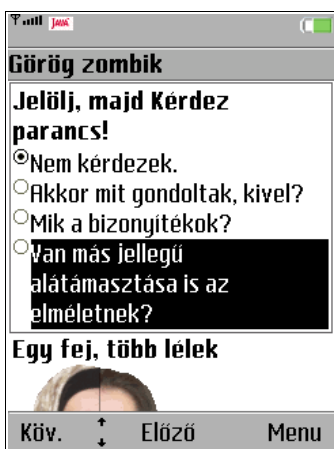 JAVA
Görög zombik
Jelölj, majd Kérdez
parancs!
Nem kérdezek.
Akkor mit gondoltak, kivel?
Mik a bizonyítékok?
Van más jellegű
alátámasztása is az
elméletnek?
Egy fej, több lélek
Köv. Előző Menu